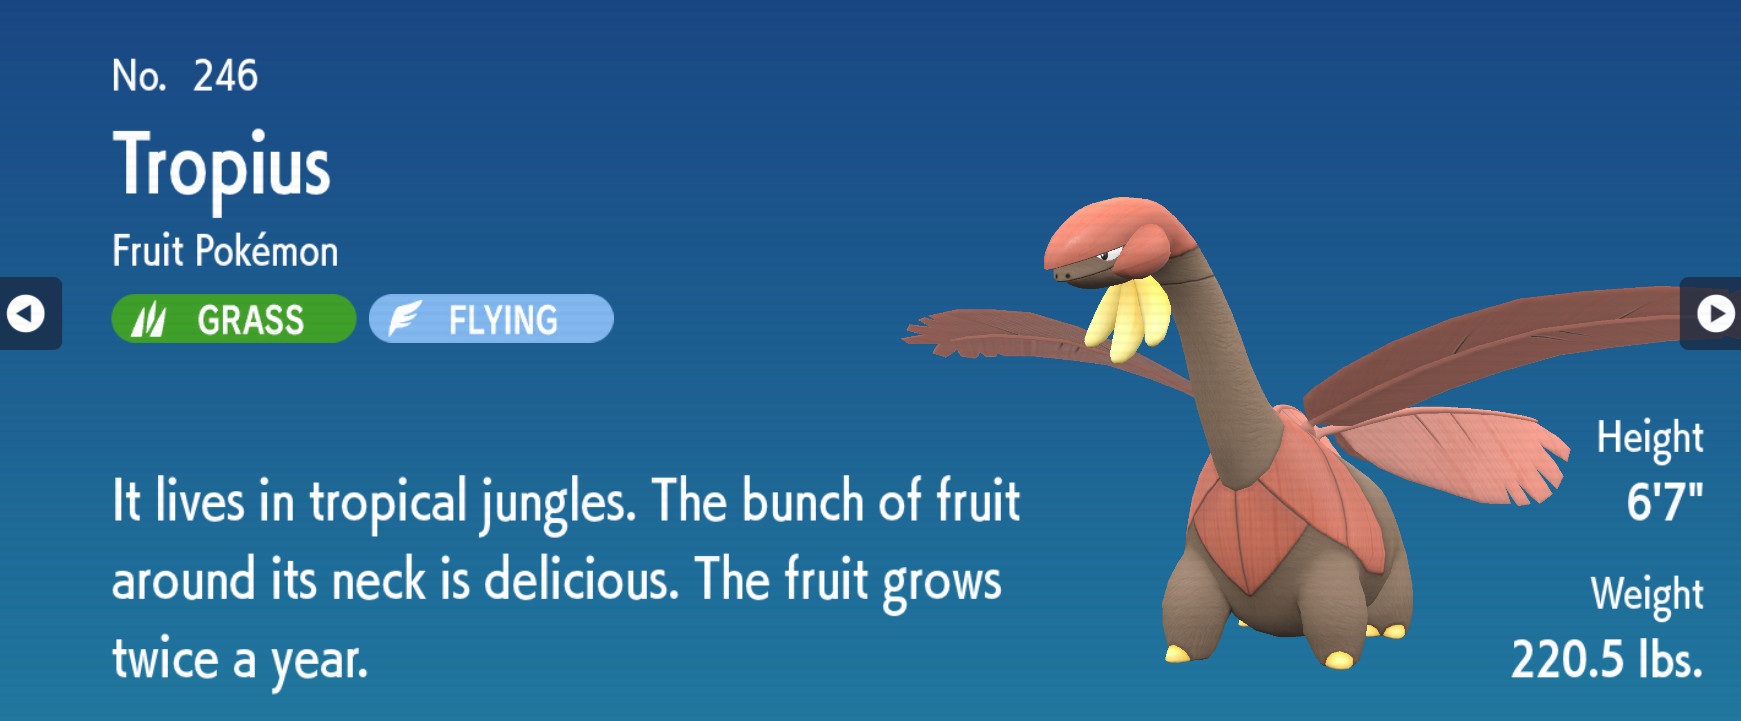 No. 246
Tropius
Fruit Pokémon
GRASS FLYING
It lives in tropical jungles. The bunch of fruit
around its neck is delicious. The fruit grows
twice a year.
Height
6'7"
Weight
220.5 lbs.